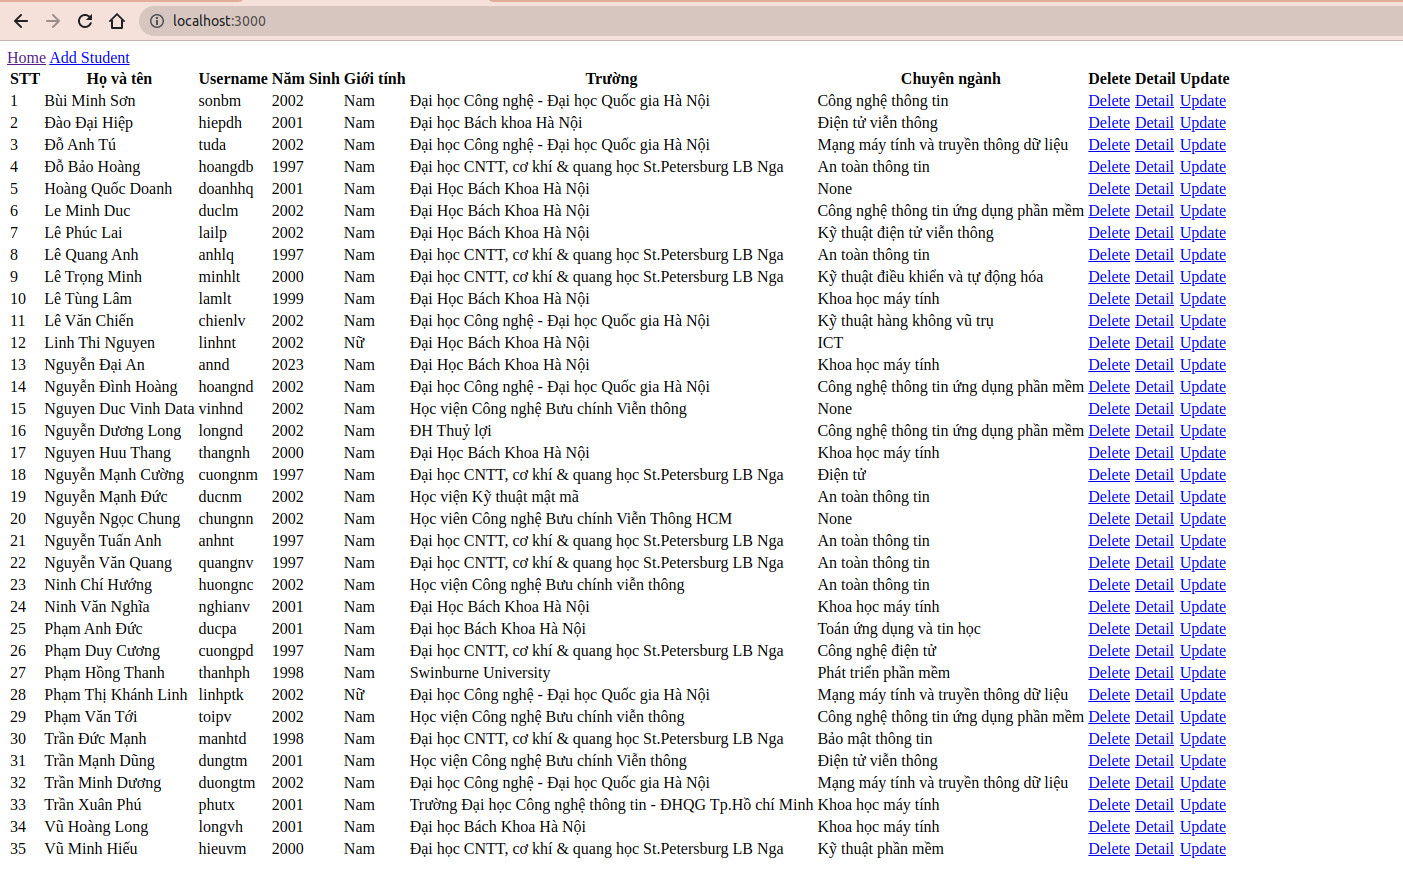 localhost:3000
Home Add Student
STT Họ và tên Username Năm Sinh Giới tính Trường Chuyên ngành Delete Detail Update
1 Bùi Minh Sơn sonbm 2002 Nam Đại học Công nghệ - Đại học Quốc gia Hà Nội Công nghệ thông tin Delete Detail Update
2 Đào Đại Hiệp hiepdh 2001 Nam Đại học Bách khoa Hà Nội Điện tử viễn thông Delete Detail Update
3 Đỗ Anh Tú tuda 2002 Nam Đại học Công nghệ - Đại học Quốc gia Hà Nội Mạng máy tính và truyền thông dữ liệu Delete Detail Update
4 Đỗ Bảo Hoàng hoangdb 1997 Nam Đại học CNTT, cơ khí & quang học St.Petersburg LB Nga An toàn thông tin Delete Detail Update
5 Hoàng Quốc Doanh doanhhq 2001 Nam Đại Học Bách Khoa Hà Nội None Delete Detail Update
6 Le Minh Duc duclm 2002 Nam Đại Học Bách Khoa Hà Nội Công nghệ thông tin ứng dụng phần mềm Delete Detail Update
7 Lê Phúc Lai lailp 2002 Nam Đại Học Bách Khoa Hà Nội Kỹ thuật điện tử viễn thông Delete Detail Update
8 Lê Quang Anh anhlq 1997 Nam Đại học CNTT, cơ khí & quang học St.Petersburg LB Nga An toàn thông tin Delete Detail Update
9 Lê Trọng Minh minhlt 2000 Nam Đại học CNTT, cơ khí & quang học St.Petersburg LB Nga Kỹ thuật điều khiển và tự động hóa Delete Detail Update
10 Lê Tùng Lâm lamlt 1999 Nam Đại Học Bách Khoa Hà Nội Khoa học máy tính Delete Detail Update
11 Lê Văn Chiến chienlv 2002 Nam Đại học Công nghệ - Đại học Quốc gia Hà Nội Kỹ thuật hàng không vũ trụ Delete Detail Update
12 Linh Thi Nguyen linhnt 2002 Nữ Đại Học Bách Khoa Hà Nội ICT Delete Detail Update
13 Nguyễn Đại An annd 2023 Nam Đại Học Bách Khoa Hà Nội Khoa học máy tính Delete Detail Update
14 Nguyễn Đình Hoàng hoangnd 2002 Nam Đại học Công nghệ - Đại học Quốc gia Hà Nội Công nghệ thông tin ứng dụng phần mềm Delete Detail Update
15 Nguyen Duc Vinh Data vinhnd 2002 Nam Học viện Công nghệ Bưu chính Viễn thông None Delete Detail Update
16 Nguyễn Dương Long longnd 2002 Nam ĐH Thuỷ lợi Công nghệ thông tin ứng dụng phần mềm Delete Detail Update
17 Nguyen Huu Thang thangnh 2000 Nam Đại Học Bách Khoa Hà Nội Khoa học máy tính Delete Detail Update
18 Nguyễn Mạnh Cường cuongnm 1997 Nam Đại học CNTT, cơ khí & quang học St.Petersburg LB Nga Điện tử Delete Detail Update
19 Nguyễn Mạnh Đức ducnm 2002 Nam Học viện Kỹ thuật mật mã An toàn thông tin Delete Detail Update
20 Nguyễn Ngọc Chung chungnn 2002 Nam Học viên Công nghệ Bưu chính Viễn Thông HCM None Delete Detail Update
21 Nguyễn Tuấn Anh anhnt 1997 Nam Đại học CNTT, cơ khí & quang học St.Petersburg LB Nga An toàn thông tin Delete Detail Update
22 Nguyễn Văn Quang quangnv 1997 Nam Đại học CNTT, cơ khí & quang học St.Petersburg LB Nga An toàn thông tin Delete Detail Update
23 Ninh Chí Hướng huongnc 2002 Nam Học viện Công nghệ Bưu chính viễn thông An toàn thông tin Delete Detail Update
24 Ninh Văn Nghĩa nghianv 2001 Nam Đại Học Bách Khoa Hà Nội Khoa học máy tính Delete Detail Update
25 Phạm Anh Đức ducpa 2001 Nam Đại học Bách Khoa Hà Nội Toán ứng dụng và tin học Delete Detail Update
26 Phạm Duy Cương cuongpd 1997 Nam Đại học CNTT, cơ khí & quang học St.Petersburg LB Nga Công nghệ điện tử Delete Detail Update
27 Phạm Hồng Thanh thanhph 1998 Nam Swinburne University Phát triển phần mềm Delete Detail Update
28 Phạm Thị Khánh Linh linhptk 2002 Nữ Đại học Công nghệ - Đại học Quốc gia Hà Nội Mạng máy tính và truyền thông dữ liệu Delete Detail Update
29 Phạm Văn Tới toipv 2002 Nam Học viện Công nghệ Bưu chính viễn thông Công nghệ thông tin ứng dụng phần mềm Delete Detail Update
30 Trần Đức Mạnh manhtd 1998 Nam Đại học CNTT, cơ khí & quang học St.Petersburg LB Nga Bảo mật thông tin Delete Detail Update
31 Trần Mạnh Dũng dungtm 2001 Nam Học viện Công nghệ Bưu chính Viễn thông Điện tử viễn thông Delete Detail Update
32 Trần Minh Dương duongtm 2002 Nam Đại học Công nghệ - Đại học Quốc gia Hà Nội Mạng máy tính và truyền thông dữ liệu Delete Detail Update
33 Trần Xuân Phú phutx 2001 Nam Trường Đại học Công nghệ thông tin - ĐHQG Tp.Hồ chí Minh Khoa học máy tính Delete Detail Update
34 Vũ Hoàng Long longvh 2001 Nam Đại học Bách Khoa Hà Nội Khoa học máy tính Delete Detail Update
35 Vũ Minh Hiếu hieuvm 2000 Nam Đại học CNTT, cơ khí & quang học St.Petersburg LB Nga Kỹ thuật phần mềm Delete Detail Update